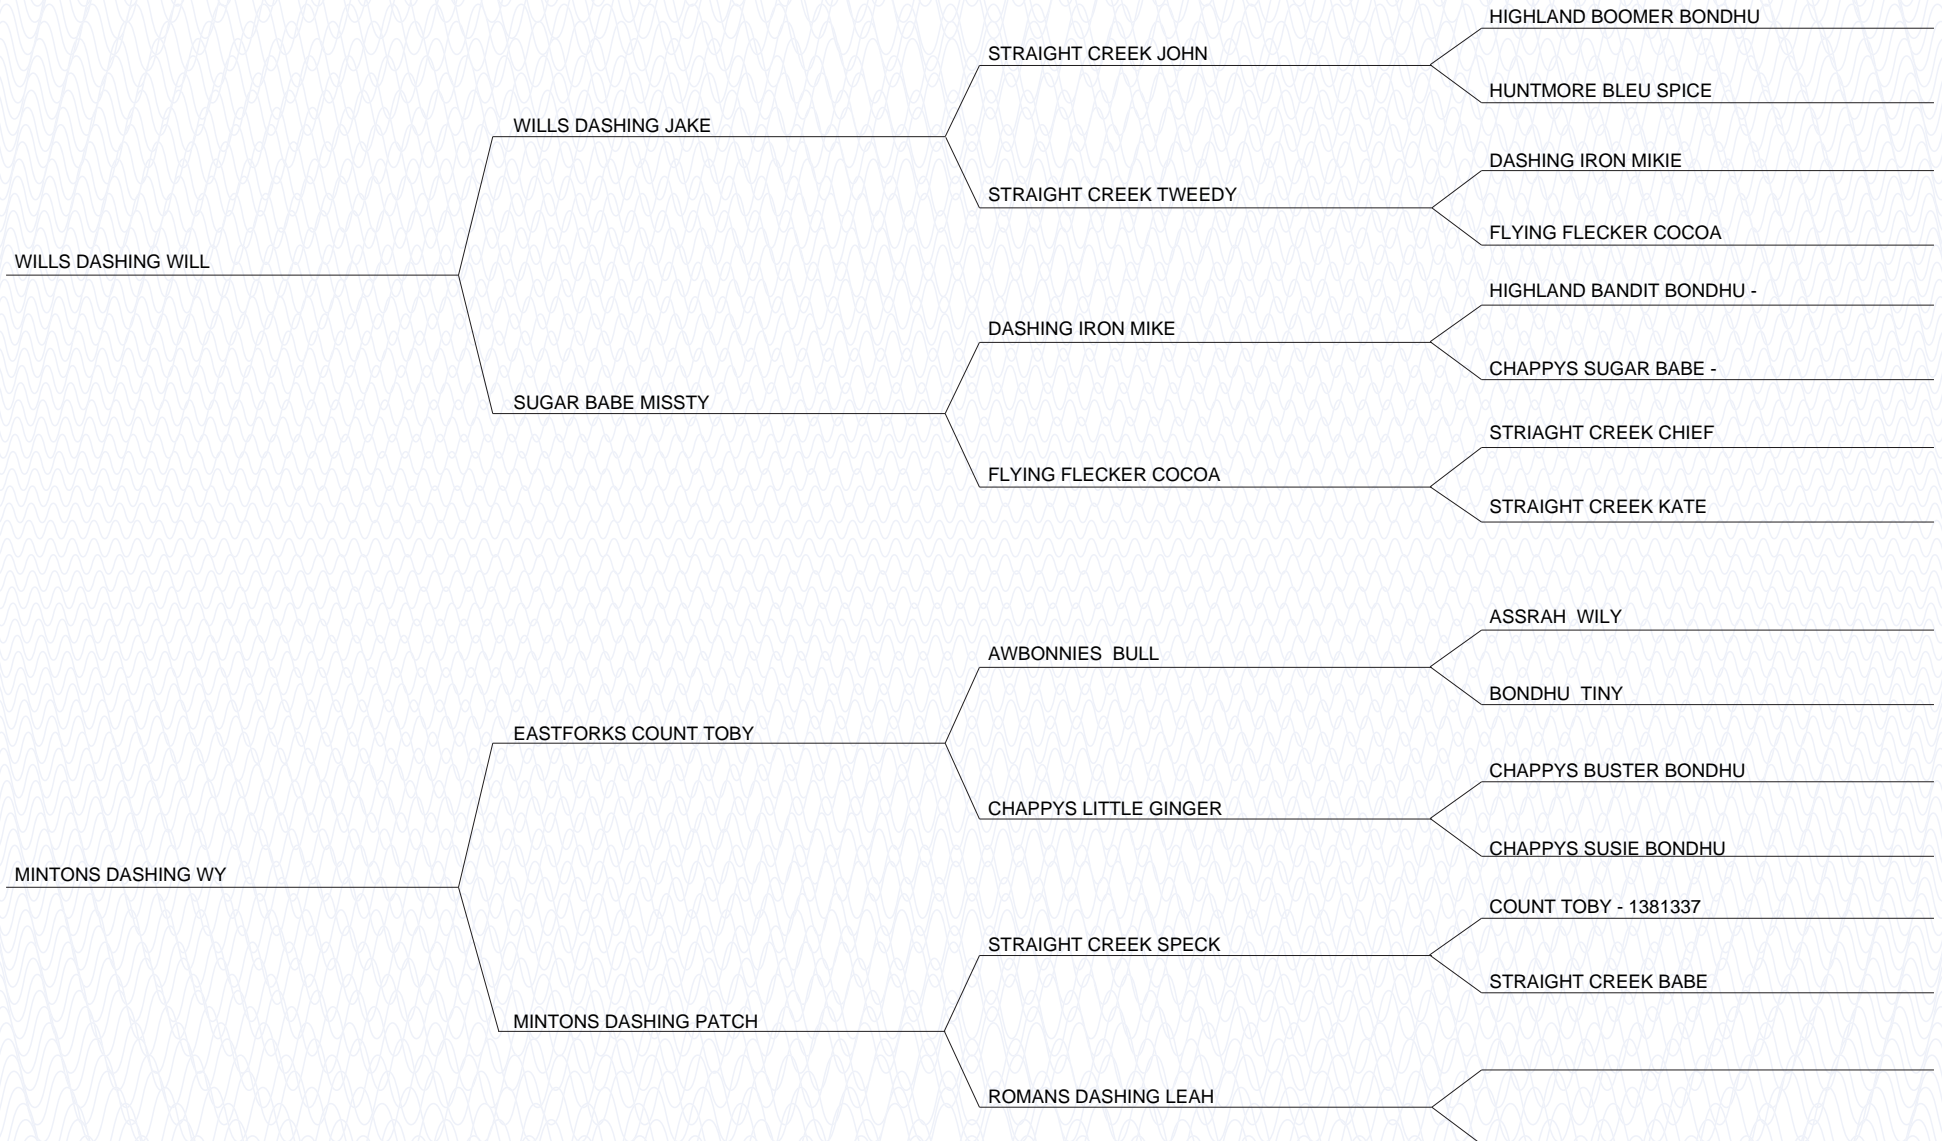 HIGHLAND BOOMER BONDHU
STRAIGHT CREEK JOHN
HUNTMORE BLEU SPICE
WILLS DASHING JAKE
DASHING IRON MIKIE
STRAIGHT CREEK TWEEDY
FLYING FLECKER COCOA
WILLS DASHING WILL
HIGHLAND BANDIT BONDHU -
DASHING IRON MIKE
CHAPPYS SUGAR BABE -
SUGAR BABE MISSTY
STRIAGHT CREEK CHIEF
FLYING FLECKER COCOA
STRAIGHT CREEK KATE
ASSRAH  WILY
AWBONNIES  BULL
BONDHU  TINY
EASTFORKS COUNT TOBY
CHAPPYS BUSTER BONDHU
CHAPPYS LITTLE GINGER
CHAPPYS SUSIE BONDHU
MINTONS DASHING WY
COUNT TOBY - 1381337
STRAIGHT CREEK SPECK
STRAIGHT CREEK BABE
MINTONS DASHING PATCH
ROMANS DASHING LEAH